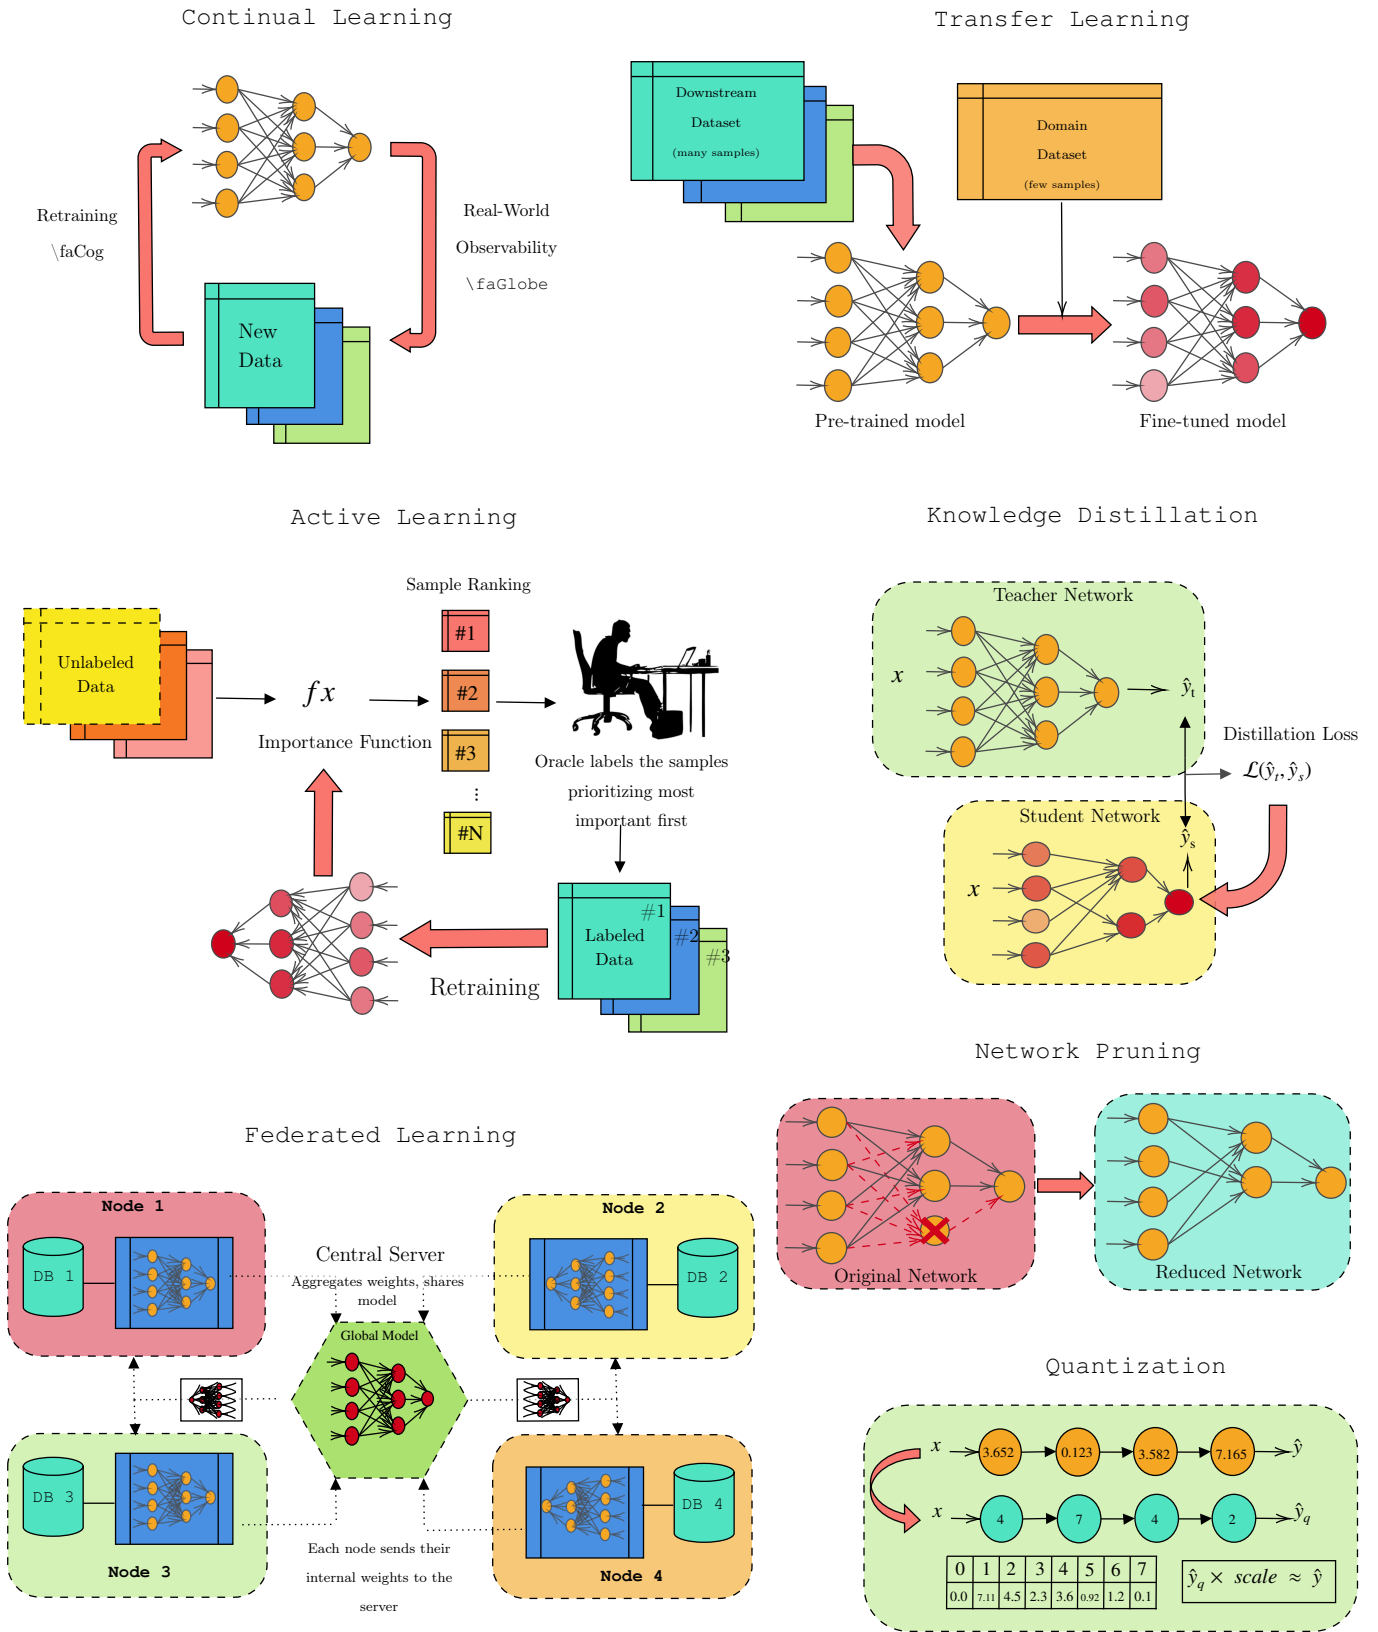 Continual Learning
Retraining
\faCog
Real-World
Observability
\faGlobe
New
Data
Transfer Learning
Downstream
Dataset
(many samples)
Domain
Dataset
(few samples)
Pre-trained model
Fine-tuned model
Active Learning
Unlabeled
Data
fx
Importance Function
Sample Ranking
#1
#2
#3
⋮
#N
Oracle labels the samples
prioritizing most
important first
#1
Labeled
Data
#2
#3
Retraining
Knowledge Distillation
Teacher Network
x
ŷt
Distillation Loss
ℒ(ŷt, ŷs)
Student Network
ŷs
x
Network Pruning
Original Network
Reduced Network
Federated Learning
Node 1
DB 1
Node 2
DB 2
Central Server
Aggregates weights, shares
model
Global Model
DB 3
Node 3
DB 4
Node 4
Each node sends their
internal weights to the
server
Quantization
x 3.652 0.123 3.582 7.165 ŷ
x 4 7 4 2 ŷq
0 1 2 3 4 5 6 7
0.0 7.11 4.5 2.3 3.6 0.92 1.2 0.1
ŷq × scale ≈ ŷ